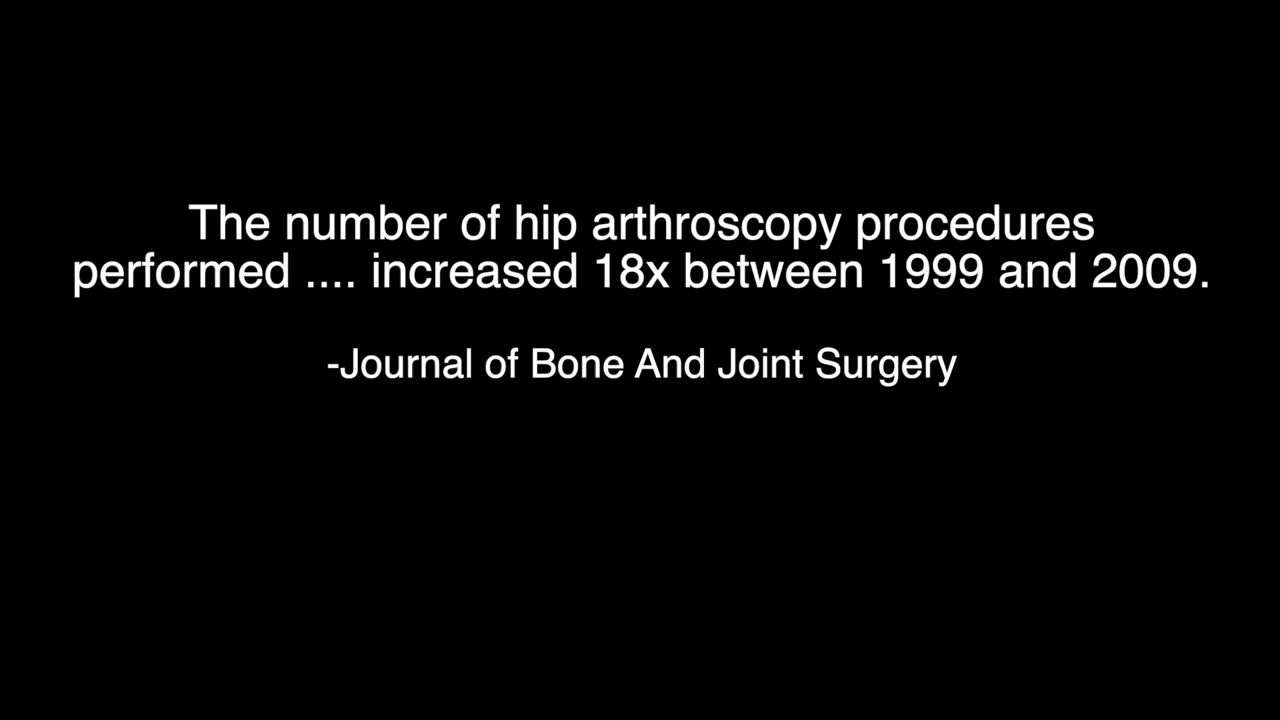 The number of hip arthroscopy procedures
performed .... increased 18x between 1999 and 2009.
-Journal of Bone And Joint Surgery